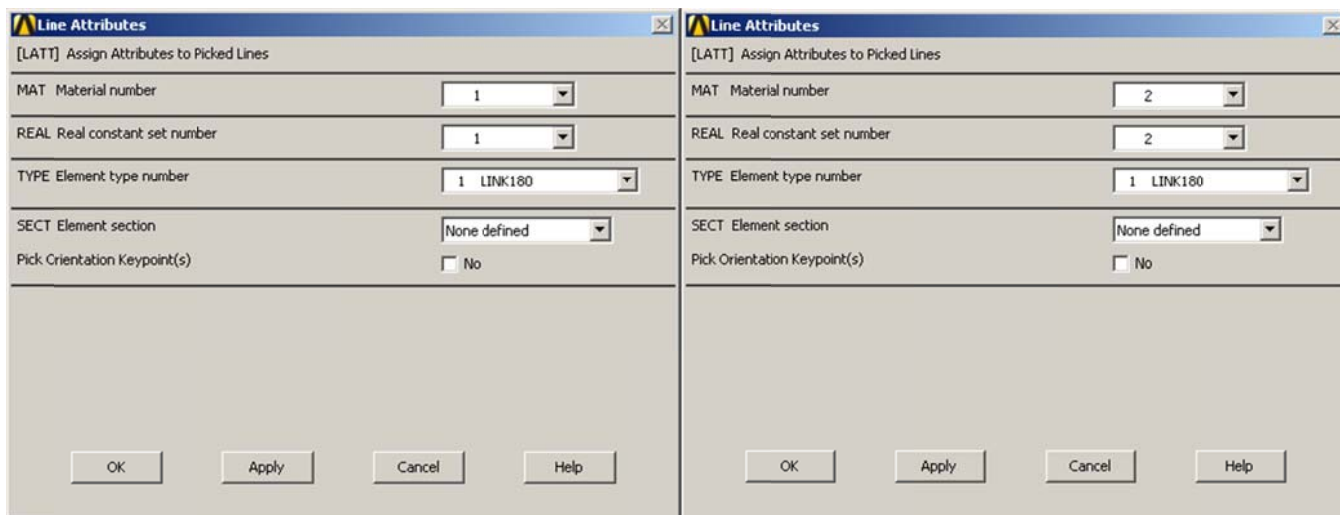 Line Attributes
[LATT] Assign Attributes to Picked Lines
MAT Material number 1
REAL Real constant set number 1
TYPE Element type number 1 LINK180
SECT Element section None defined
Pick Orientation Keypoint(s) No
OK Apply Cancel Help
Line Attributes
[LATT] Assign Attributes to Picked Lines
MAT Material number 2
REAL Real constant set number 2
TYPE Element type number 1 LINK180
SECT Element section None defined
Pick Orientation Keypoint(s) No
OK Apply Cancel Help